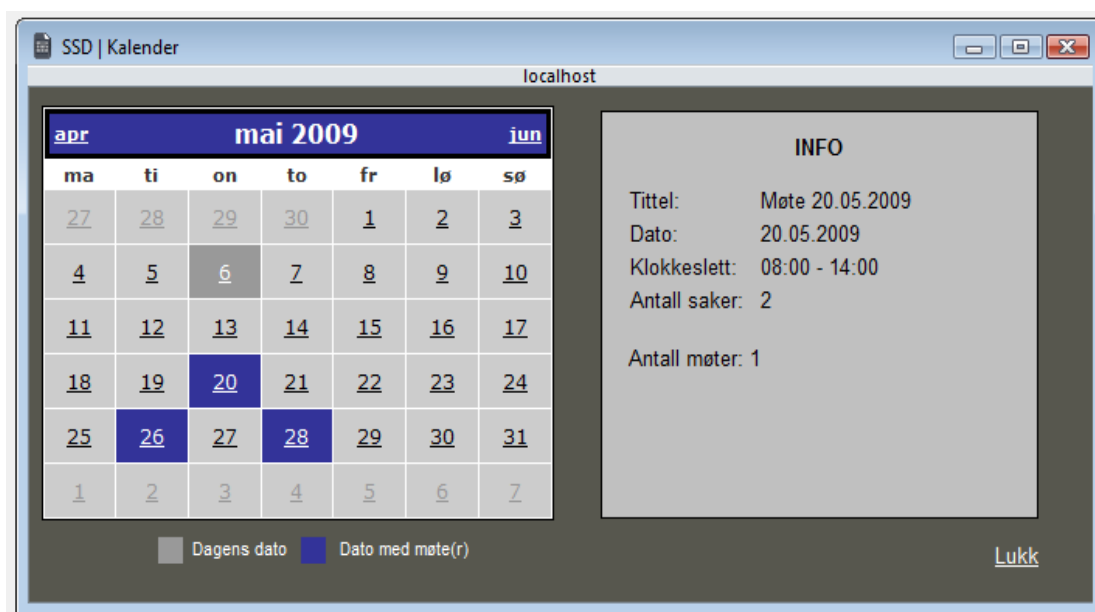 SSD | Kalender
localhost
apr mai 2009 jun
ma ti on to fr lø sø
27 28 29 30 1 2 3
4 5 6 7 8 9 10
11 12 13 14 15 16 17
18 19 20 21 22 23 24
25 26 27 28 29 30 31
1 2 3 4 5 6 7
Dagens dato Dato med møte(r)
INFO
Tittel: Møte 20.05.2009
Dato: 20.05.2009
Klokkeslett: 08:00 - 14:00
Antall saker: 2
Antall møter: 1
Lukk